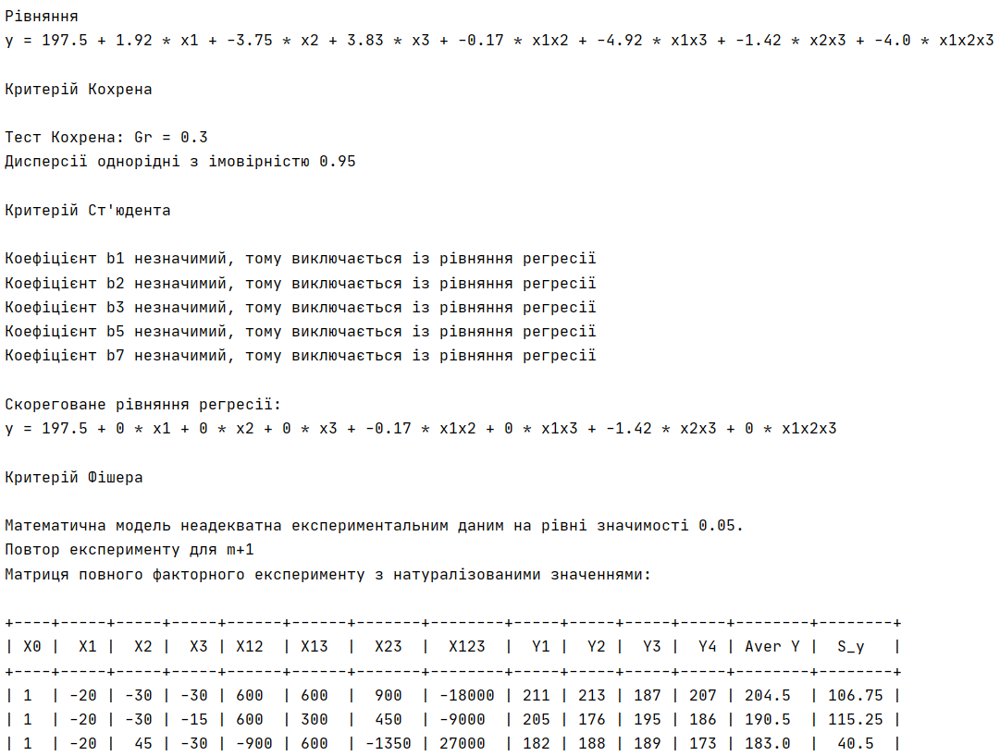 Рівняння
y = 197.5 + 1.92 * x1 + -3.75 * x2 + 3.83 * x3 + -0.17 * x1x2 + -4.92 * x1x3 + -1.42 * x2x3 + -4.0 * x1x2x3
Критерій Кохрена
Тест Кохрена: Gr = 0.3
Дисперсії однорідні з імовірністю 0.95
Критерій Ст'юдента
Коефіцієнт b1 незначимий, тому виключається із рівняння регресії
Коефіцієнт b2 незначимий, тому виключається із рівняння регресії
Коефіцієнт b3 незначимий, тому виключається із рівняння регресії
Коефіцієнт b5 незначимий, тому виключається із рівняння регресії
Коефіцієнт b7 незначимий, тому виключається із рівняння регресії
Скореговане рівняння регресії:
y = 197.5 + 0 * x1 + 0 * x2 + 0 * x3 + -0.17 * x1x2 + 0 * x1x3 + -1.42 * x2x3 + 0 * x1x2x3
Критерій Фішера
Математична модель неадекватна експериментальним даним на рівні значимості 0.05.
Повтор експерименту для m+1
Матриця повного факторного експерименту з натуралізованими значеннями:
+----+-----+-----+-----+------+------+-------+--------+-----+-----+-----+-----+--------+--------+
| X0 | X1 | X2 | X3 | X12 | X13 | X23 | X123 | Y1 | Y2 | Y3 | Y4 | Aver Y | S_y |
+----+-----+-----+-----+------+------+-------+--------+-----+-----+-----+-----+--------+--------+
| 1 | -20 | -30 | -30 | 600 | 600 | 900 | -18000 | 211 | 213 | 187 | 207 | 204.5 | 106.75 |
| 1 | -20 | -30 | -15 | 600 | 300 | 450 | -9000 | 205 | 176 | 195 | 186 | 190.5 | 115.25 |
| 1 | -20 | 45 | -30 | -900 | 600 | -1350 | 27000 | 182 | 188 | 189 | 173 | 183.0 | 40.5 |